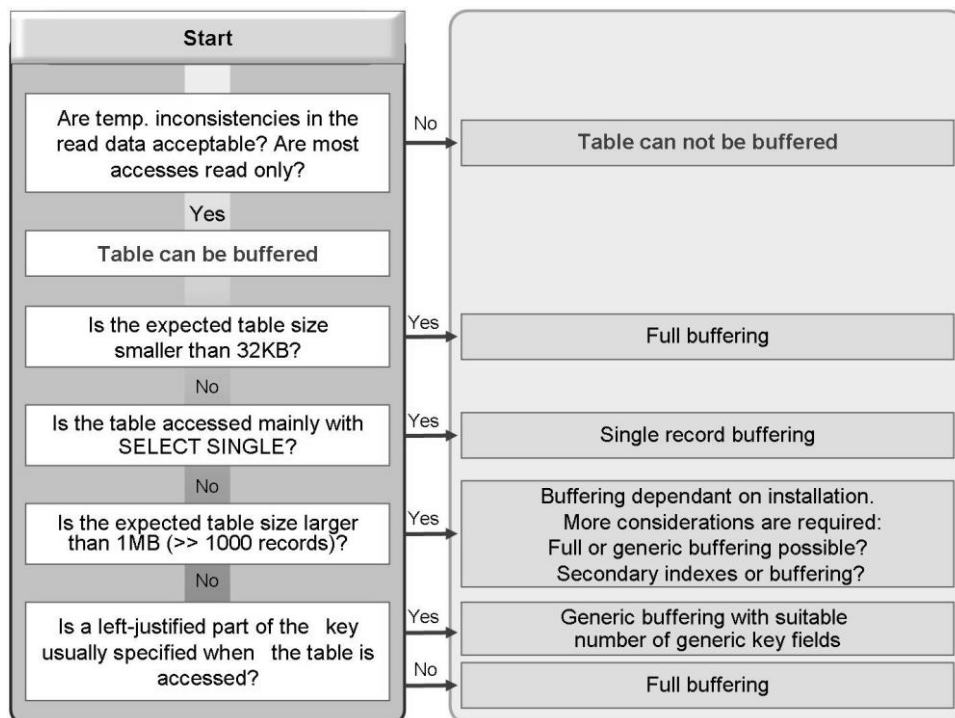 Start
Are temp. inconsistencies in the
read data acceptable? Are most
accesses read only?
No
Table can not be buffered
Yes
Table can be buffered
Is the expected table size
smaller than 32KB?
Yes
Full buffering
No
Is the table accessed mainly with
SELECT SINGLE?
Yes
Single record buffering
No
Is the expected table size larger
than 1MB (>> 1000 records)?
Yes
Buffering dependant on installation.
More considerations are required:
Full or generic buffering possible?
Secondary indexes or buffering?
No
Is a left-justified part of the key
usually specified when the table is
accessed?
Yes
Generic buffering with suitable
number of generic key fields
No
Full buffering